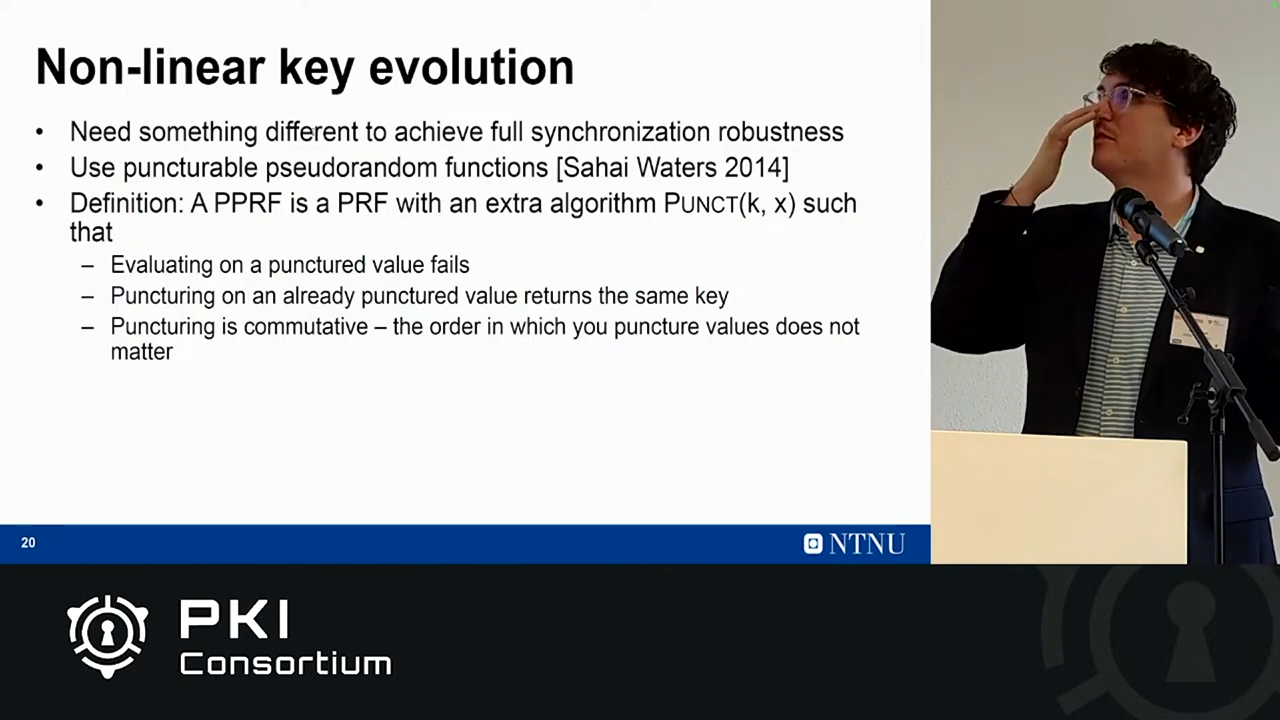 Non-linear key evolution
• Need something different to achieve full synchronization robustness
• Use puncturable pseudorandom functions [Sahai Waters 2014]
• Definition: A PPRF is a PRF with an extra algorithm PUNCT(k, x) such
that
– Evaluating on a punctured value fails
– Puncturing on an already punctured value returns the same key
– Puncturing is commutative – the order in which you puncture values does not
matter
20
NTNU
PKI
Consortium